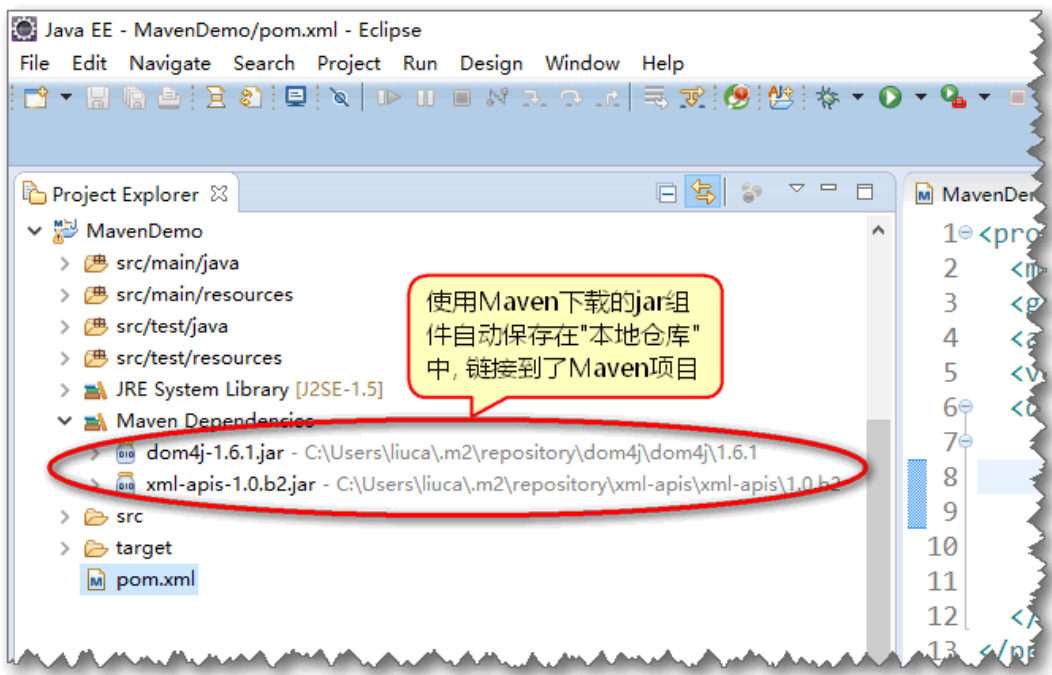 Java EE - MavenDemo/pom.xml - Eclipse
File Edit Navigate Search Project Run Design Window Help
Project Explorer
MavenDemo
src/main/java
src/main/resources
src/test/java
src/test/resources
JRE System Library [J2SE-1.5]
Maven Dependencies
dom4j-1.6.1.jar - C:\Users\liuca\.m2\repository\dom4j\dom4j\1.6.1
xml-apis-1.0.b2.jar - C:\Users\liuca\.m2\repository\xml-apis\xml-apis\1.0.b2
src
target
pom.xml
使用Maven下载的jar组
件自动保存在"本地仓库"
中, 链接到了Maven项目
MavenDem
1 <pro
2 <m
3 <g
4 <a
5 <v
6 <d
7
8
9
10
11
12 </
13 </pr